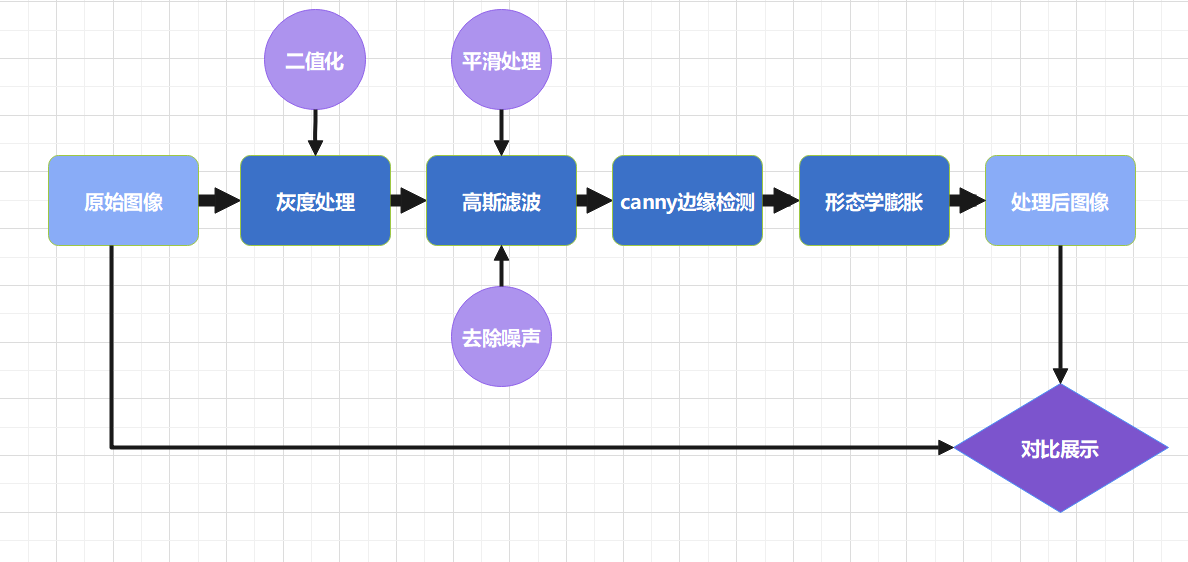 二值化
平滑处理
原始图像
灰度处理
高斯滤波
canny边缘检测
形态学膨胀
处理后图像
去除噪声
对比展示